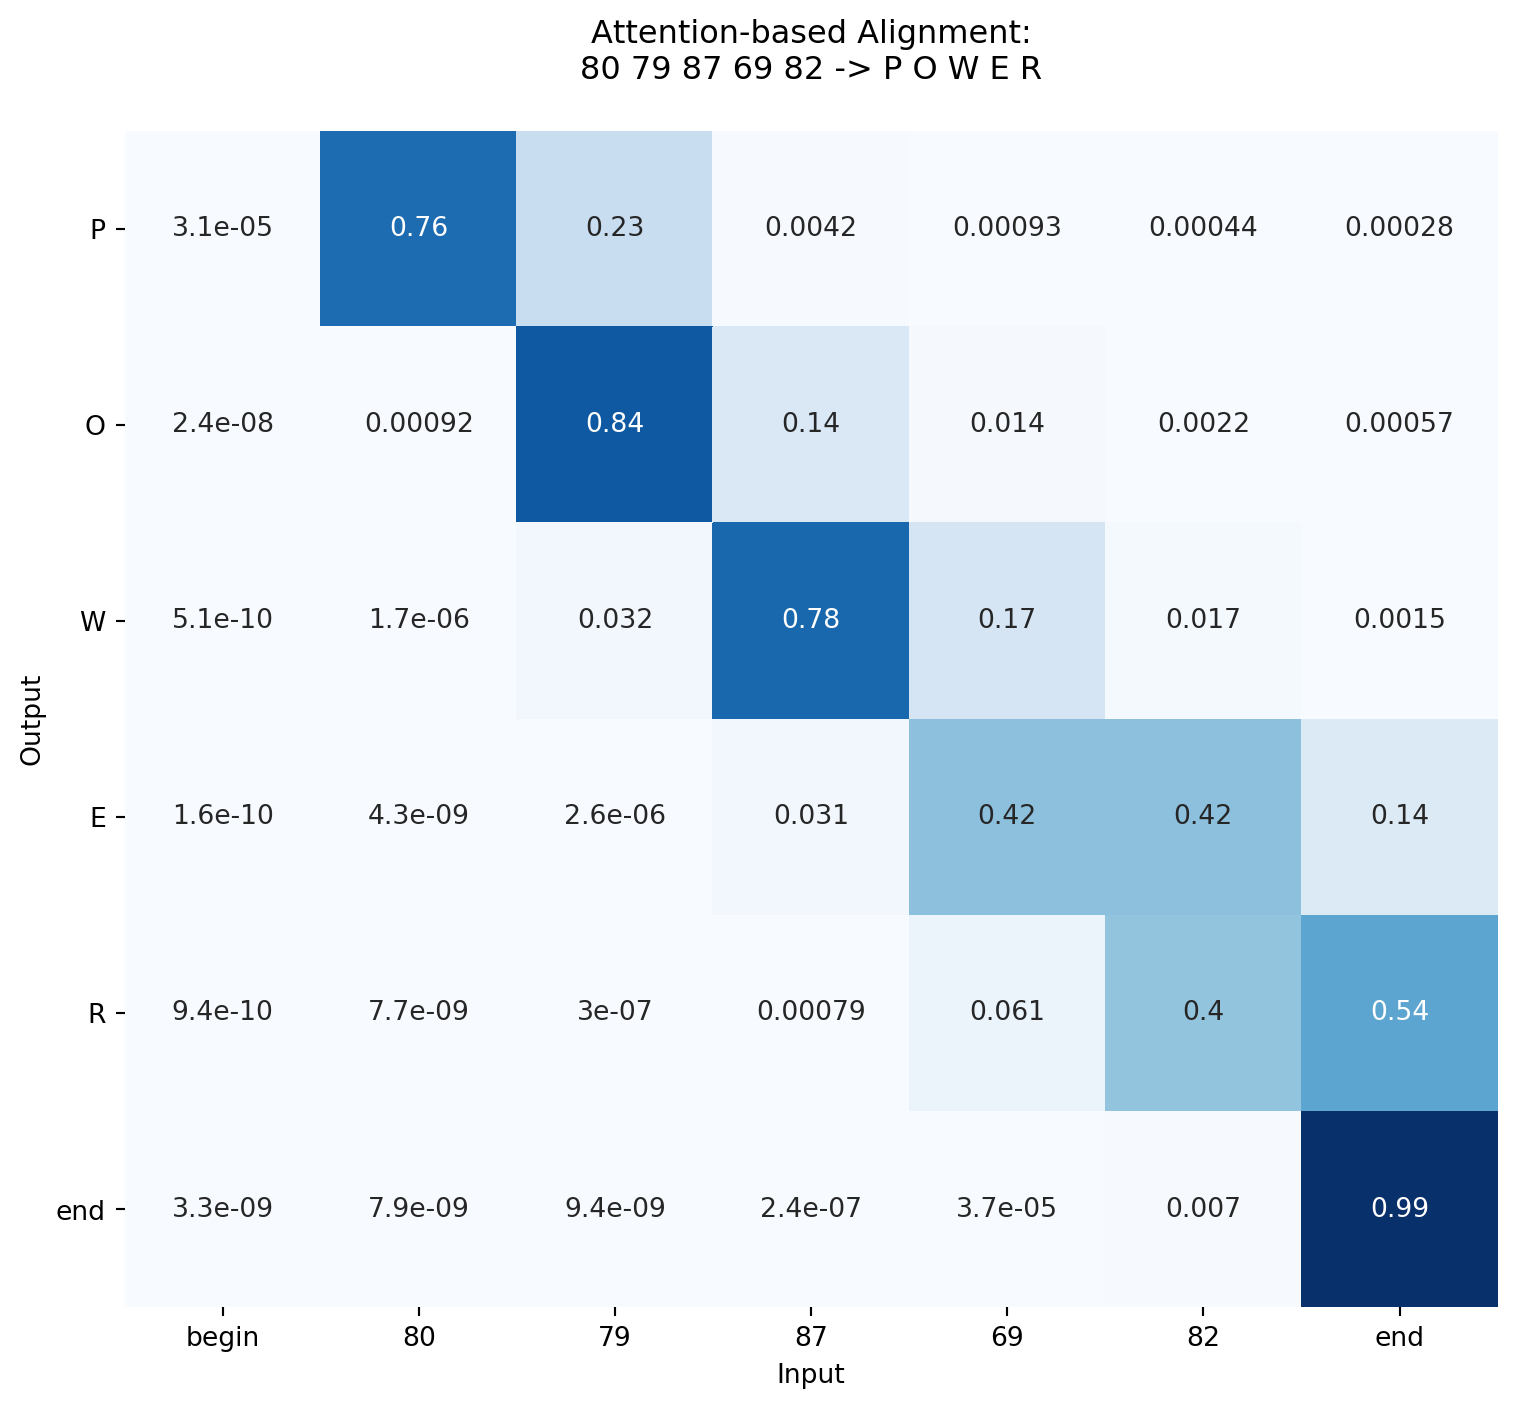 Attention-based Alignment:
80 79 87 69 82 -> P O W E R
P 3.1e-05 0.76 0.23 0.0042 0.00093 0.00044 0.00028
O 2.4e-08 0.00092 0.84 0.14 0.014 0.0022 0.00057
W 5.1e-10 1.7e-06 0.032 0.78 0.17 0.017 0.0015
Output
E 1.6e-10 4.3e-09 2.6e-06 0.031 0.42 0.42 0.14
R 9.4e-10 7.7e-09 3e-07 0.00079 0.061 0.4 0.54
end 3.3e-09 7.9e-09 9.4e-09 2.4e-07 3.7e-05 0.007 0.99
begin 80 79 87 69 82 end
Input